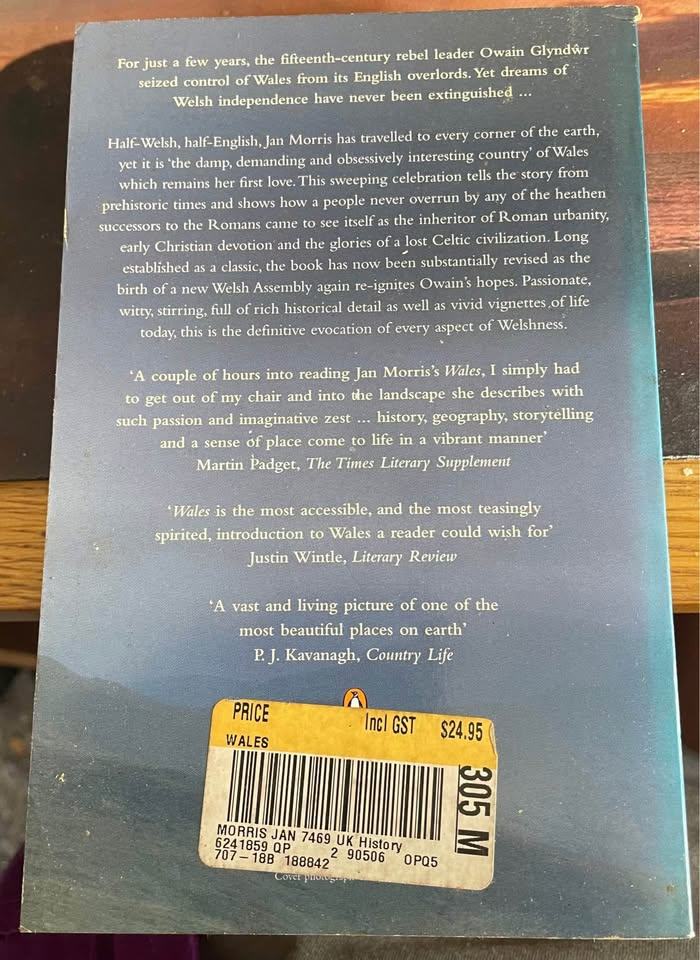 For just a few years, the fifteenth-century rebel leader Owain Glyndŵr
seized control of Wales from its English overlords. Yet dreams of
Welsh independence have never been extinguished ...
Half-Welsh, half-English, Jan Morris has travelled to every corner of the earth,
yet it is ‘the damp, demanding and obsessively interesting country’ of Wales
which remains her first love. This sweeping celebration tells the story from
prehistoric times and shows how a people never overrun by any of the heathen
successors to the Romans came to see itself as the inheritor of Roman urbanity,
early Christian devotion and the glories of a lost Celtic civilization. Long
established as a classic, the book has now been substantially revised as the
birth of a new Welsh Assembly again re-ignites Owain’s hopes. Passionate,
witty, stirring, full of rich historical detail as well as vivid vignettes of life
today, this is the definitive evocation of every aspect of Welshness.
‘A couple of hours into reading Jan Morris’s Wales, I simply had
to get out of my chair and into the landscape she describes with
such passion and imaginative zest ... history, geography, storytelling
and a sense of place come to life in a vibrant manner’
Martin Padget, The Times Literary Supplement
‘Wales is the most accessible, and the most teasingly
spirited, introduction to Wales a reader could wish for’
Justin Wintle, Literary Review
‘A vast and living picture of one of the
most beautiful places on earth’
P. J. Kavanagh, Country Life
PRICE Incl GST $24.95
WALES
305 M
MORRIS JAN 7469 UK History
6241859 QP 2 90506 OPQ5
707-18B 188842
Cover